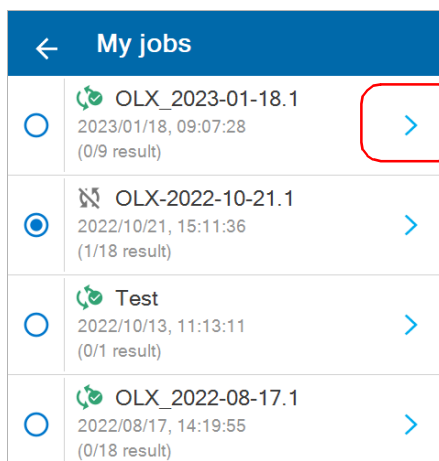 My jobs
OLX_2023-01-18.1
2023/01/18, 09:07:28
(0/9 result)
OLX-2022-10-21.1
2022/10/21, 15:11:36
(1/18 result)
Test
2022/10/13, 11:13:11
(0/1 result)
OLX_2022-08-17.1
2022/08/17, 14:19:55
(0/18 result)